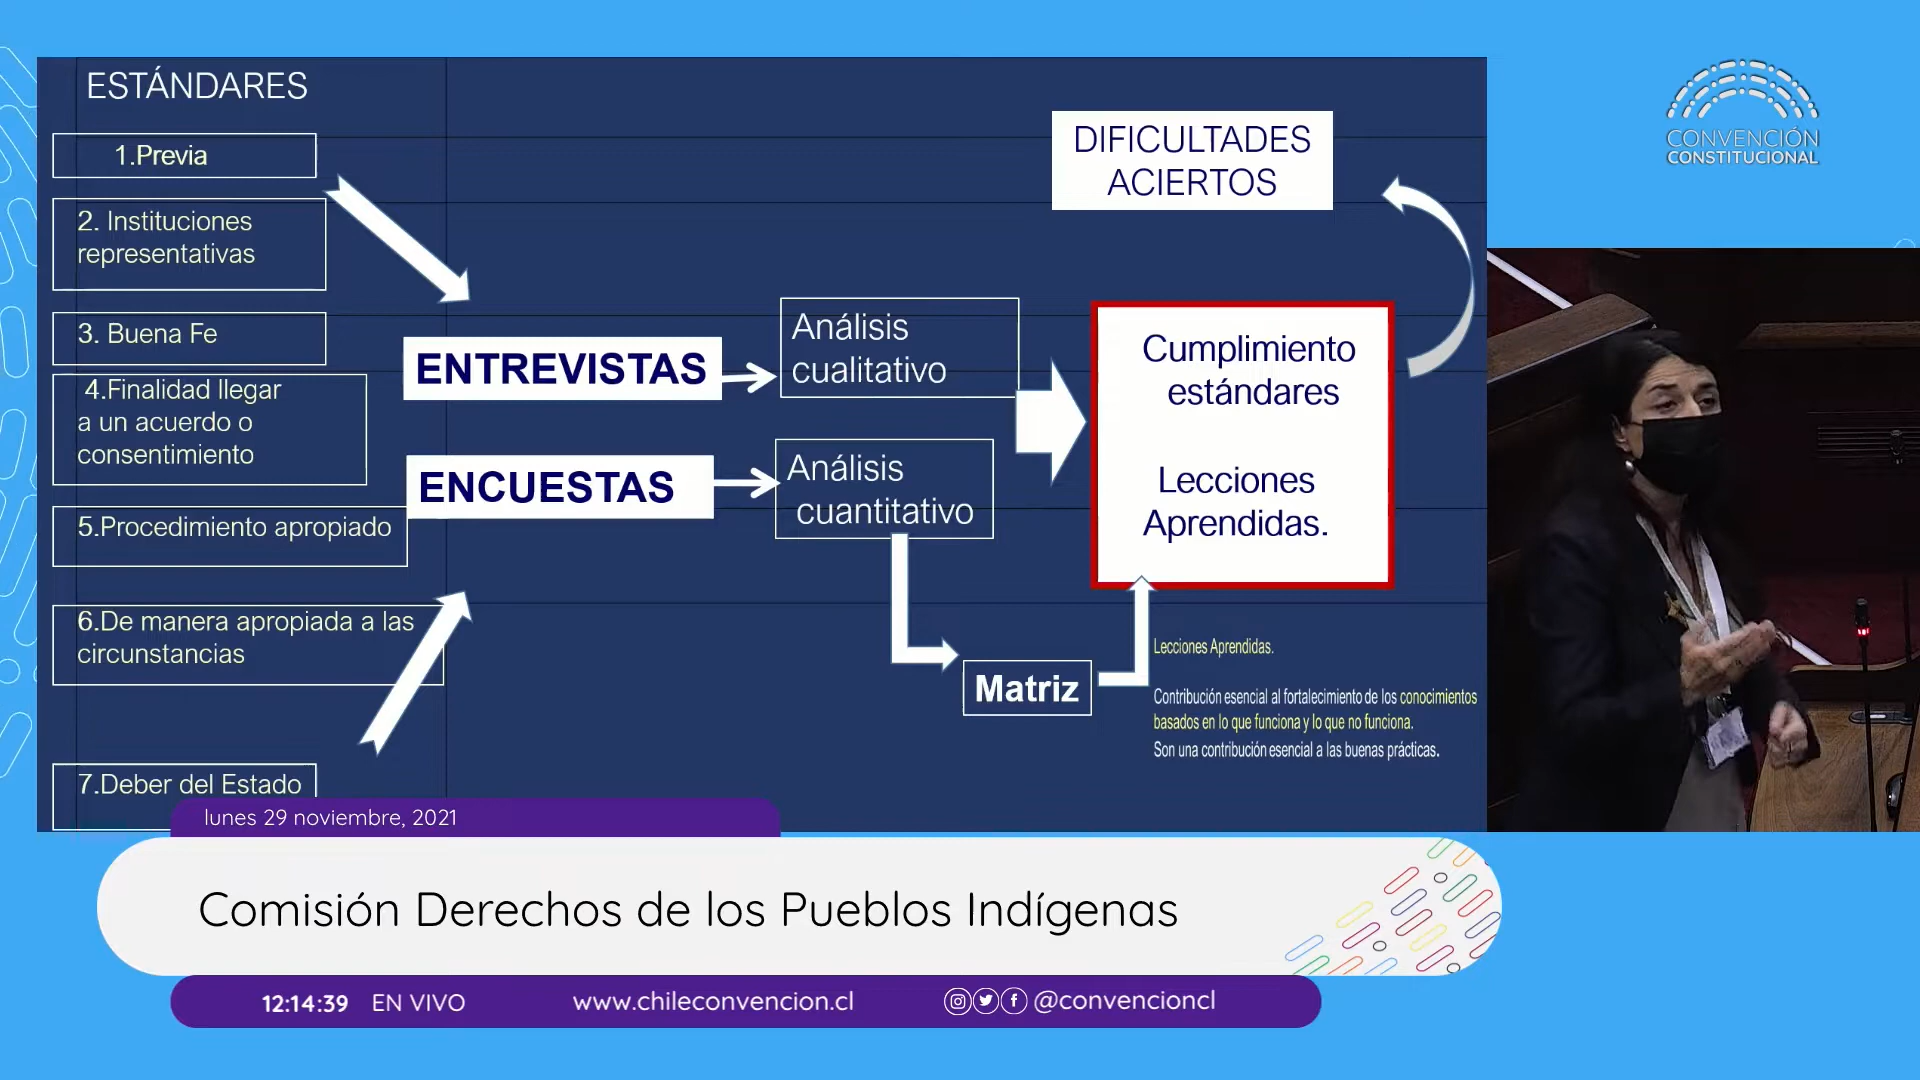 ESTÁNDARES
1.Previa
2. Instituciones
representativas
3. Buena Fe
4.Finalidad llegar
a un acuerdo o
consentimiento
5.Procedimiento apropiado
6.De manera apropiada a las
circunstancias
7.Deber del Estado
ENTREVISTAS
ENCUESTAS
Análisis
cualitativo
Análisis
cuantitativo
Matriz
DIFICULTADES
ACIERTOS
Cumplimiento
estándares
Lecciones
Aprendidas.
Lecciones Aprendidas.
Contribución esencial al fortalecimiento de los conocimientos
basados en lo que funciona y lo que no funciona.
Son una contribución esencial a las buenas prácticas.
CONVENCIÓN
CONSTITUCIONAL
lunes 29 noviembre, 2021
Comisión Derechos de los Pueblos Indígenas
12:14:39 EN VIVO www.chileconvencion.cl @convencioncl